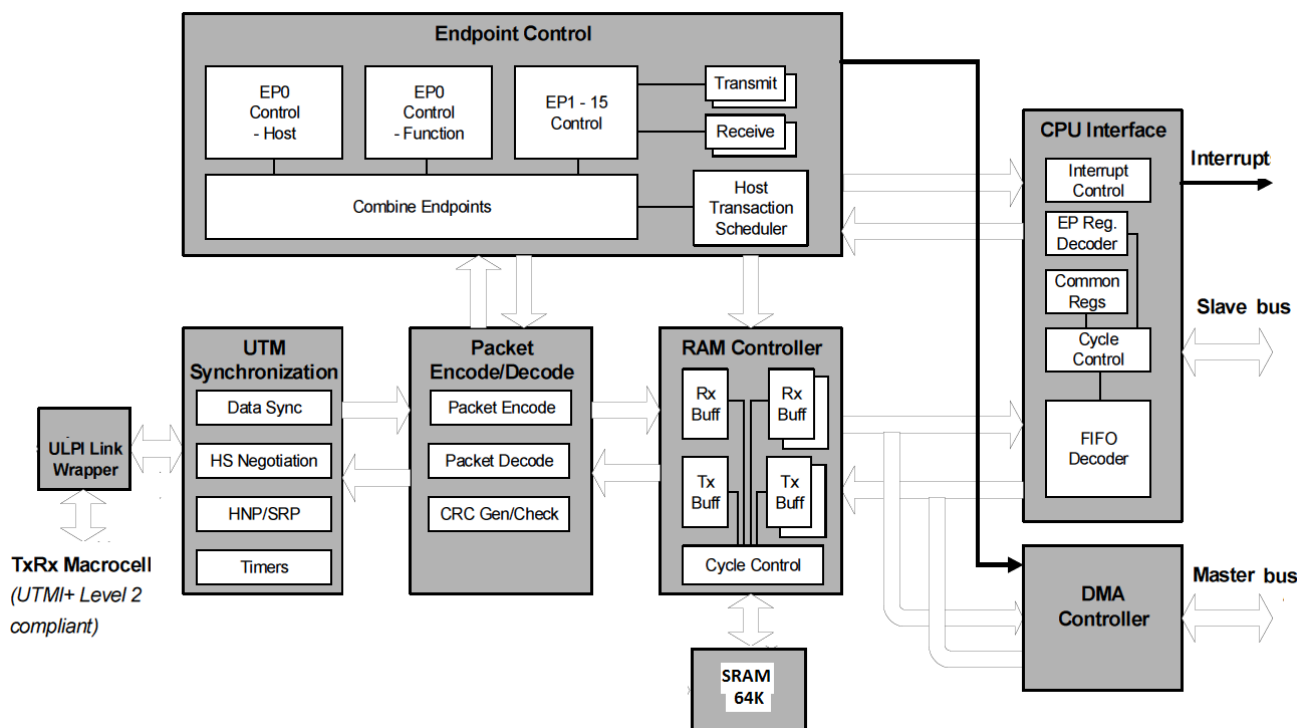 Endpoint Control
EP0
Control
- Host
EP0
Control
- Function
EP1 - 15
Control
Transmit
Receive
Combine Endpoints
Host
Transaction
Scheduler
CPU Interface
Interrupt
Control
EP Reg.
Decoder
Common
Regs
Cycle
Control
FIFO
Decoder
Interrupt
Slave bus
UTM
Synchronization
Data Sync
HS Negotiation
HNP/SRP
Timers
Packet
Encode/Decode
Packet Encode
Packet Decode
CRC Gen/Check
RAM Controller
Rx
Buff
Rx
Buff
Tx
Buff
Tx
Buff
Cycle Control
ULPI Link
Wrapper
TxRx Macrocell
(UTMI+ Level 2
compliant)
DMA
Controller
Master bus
SRAM
64K